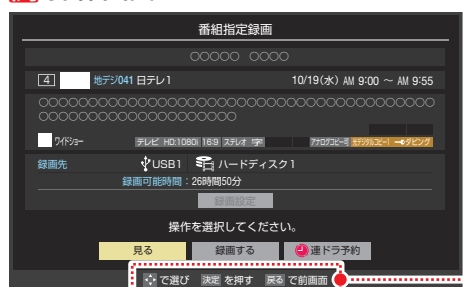 番組指定録画
○○○○○ ○○○○
4 地デジ041 日テレ1 10/19(水) AM 9:00 ～ AM 9:55
○○○○○○○○○○○○○○○○○○○○○○○○○○○○○○○○○○
○○○○○○○○○○○○○○○○○
ワイドショー テレビ HD:1080i 16:9 ステレオ 字 アナログコピー可 デジタルコピー1 ダビング
録画先 USB1 ハードディスク1
録画可能時間：26時間50分
録画設定
操作を選択してください。
見る 録画する 連ドラ予約
で選び 決定 を押す 戻る で前画面